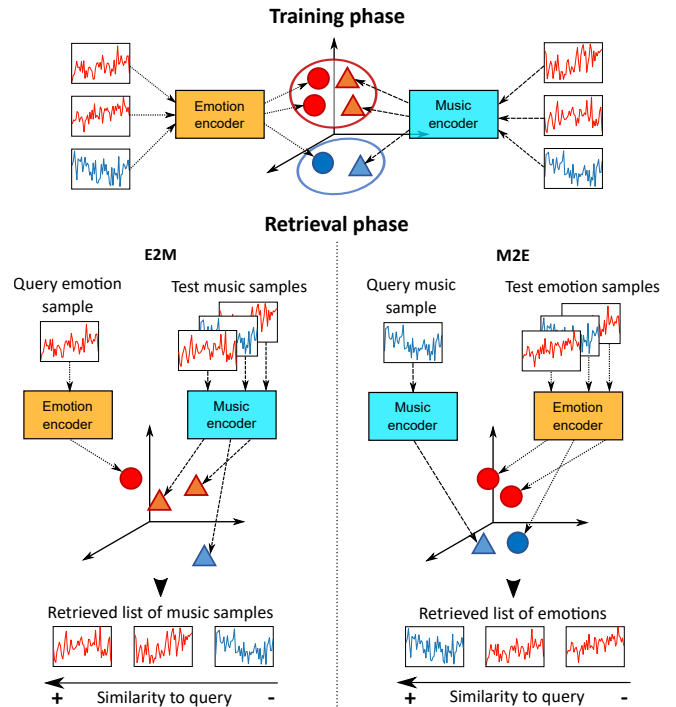 Training phase
Emotion
encoder
Music
encoder
Retrieval phase
E2M
Query emotion
sample
Test music samples
Emotion
encoder
Music
encoder
Retrieved list of music samples
+ Similarity to query -
M2E
Query music
sample
Test emotion samples
Music
encoder
Emotion
encoder
Retrieved list of emotions
+ Similarity to query -